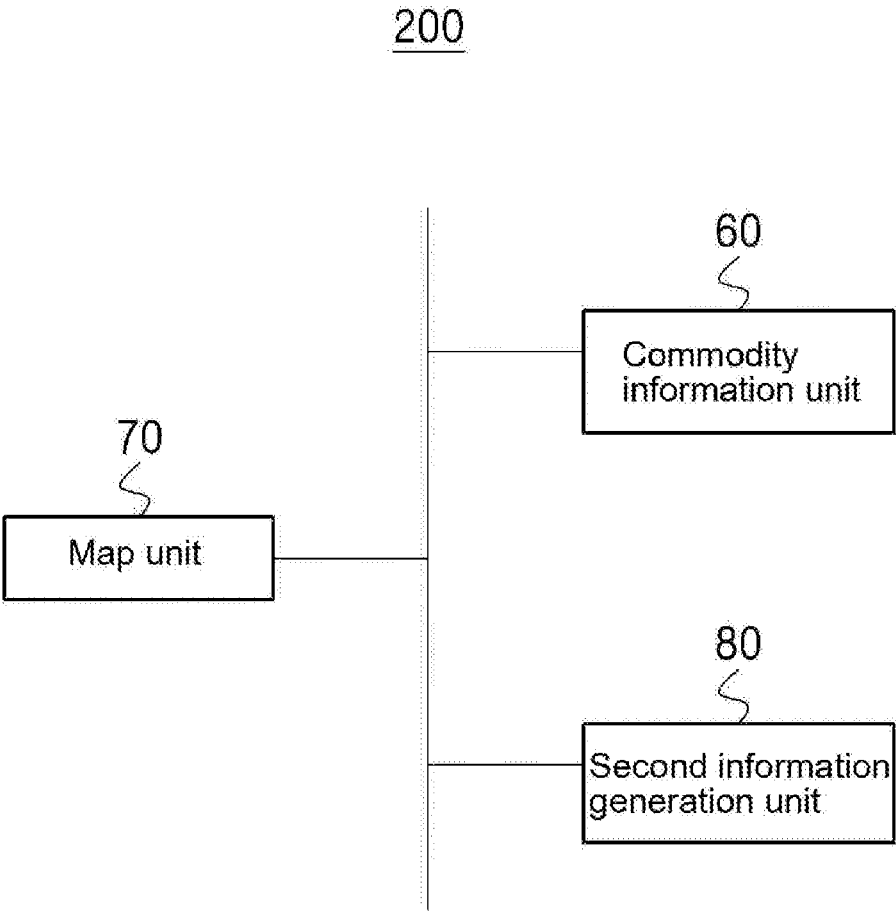 200
60
Commodity
information unit
70
Map unit
80
Second information
generation unit